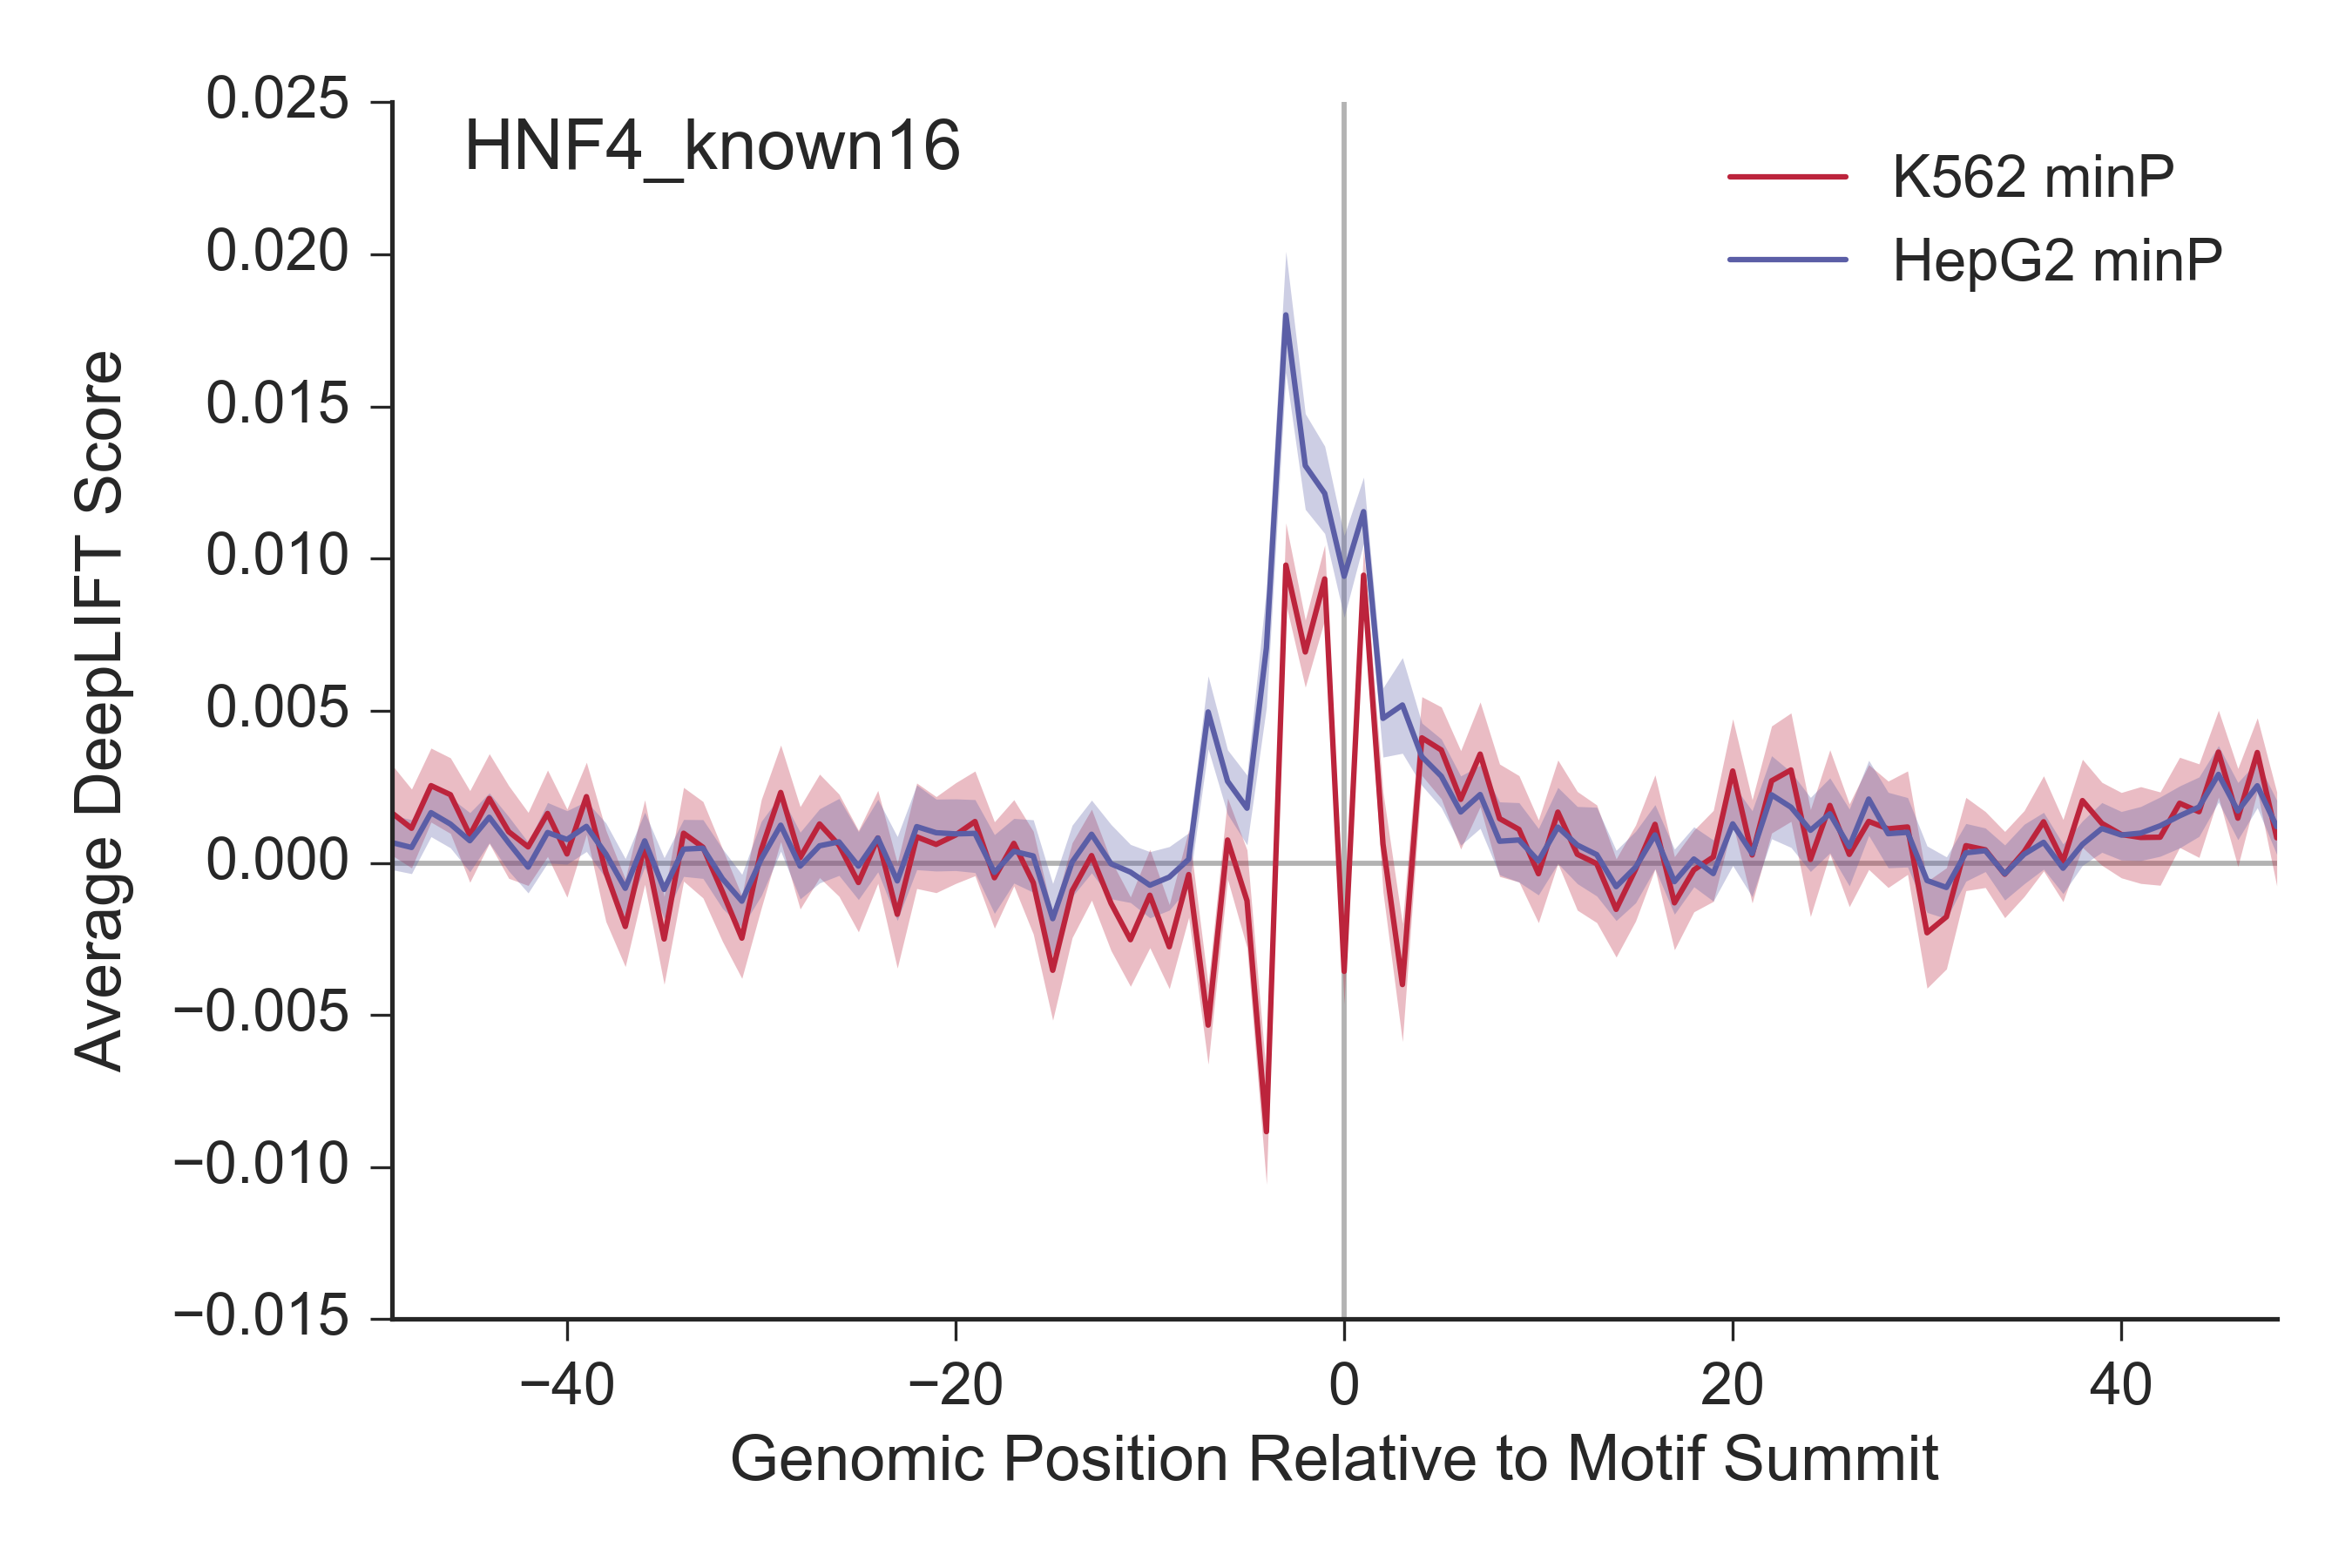 HNF4_known16
K562 minP
HepG2 minP
Average DeepLIFT Score
0.025
0.020
0.015
0.010
0.005
0.000
−0.005
−0.010
−0.015
−40
−20
0
20
40
Genomic Position Relative to Motif Summit